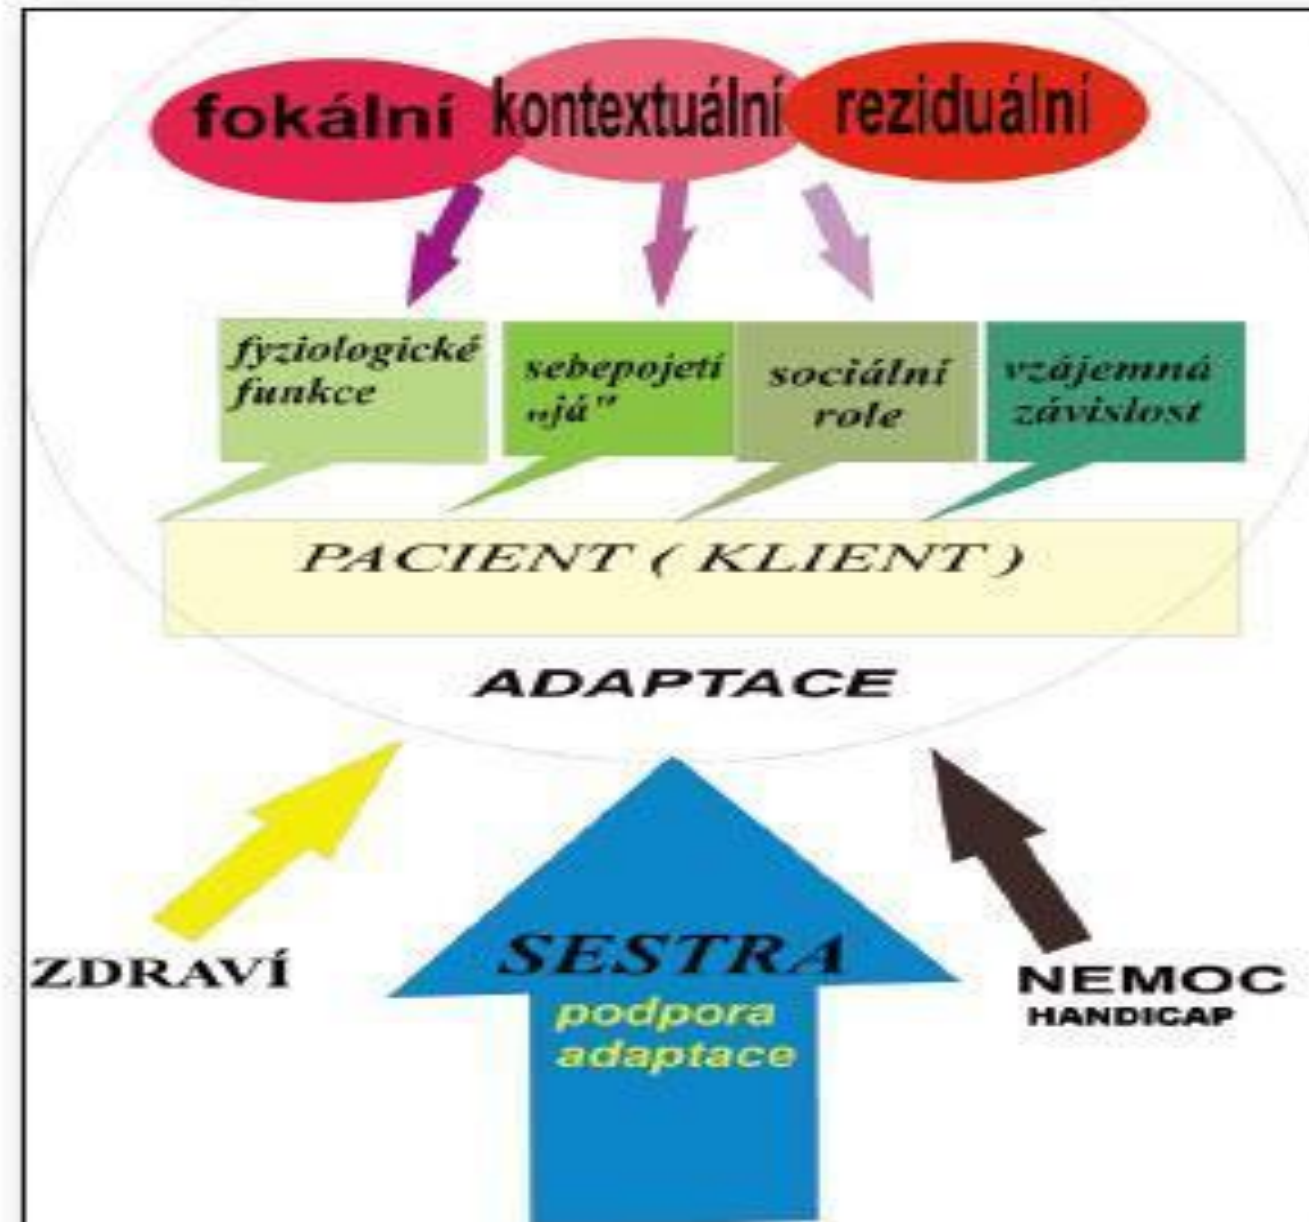 fokální kontextuální reziduální
fyziologické
funkce
sebepojetí
„já"
sociální
role
vzájemná
závislost
PACIENT ( KLIENT )
ADAPTACE
ZDRAVÍ
SESTRA
podpora
adaptace
NEMOC
HANDICAP